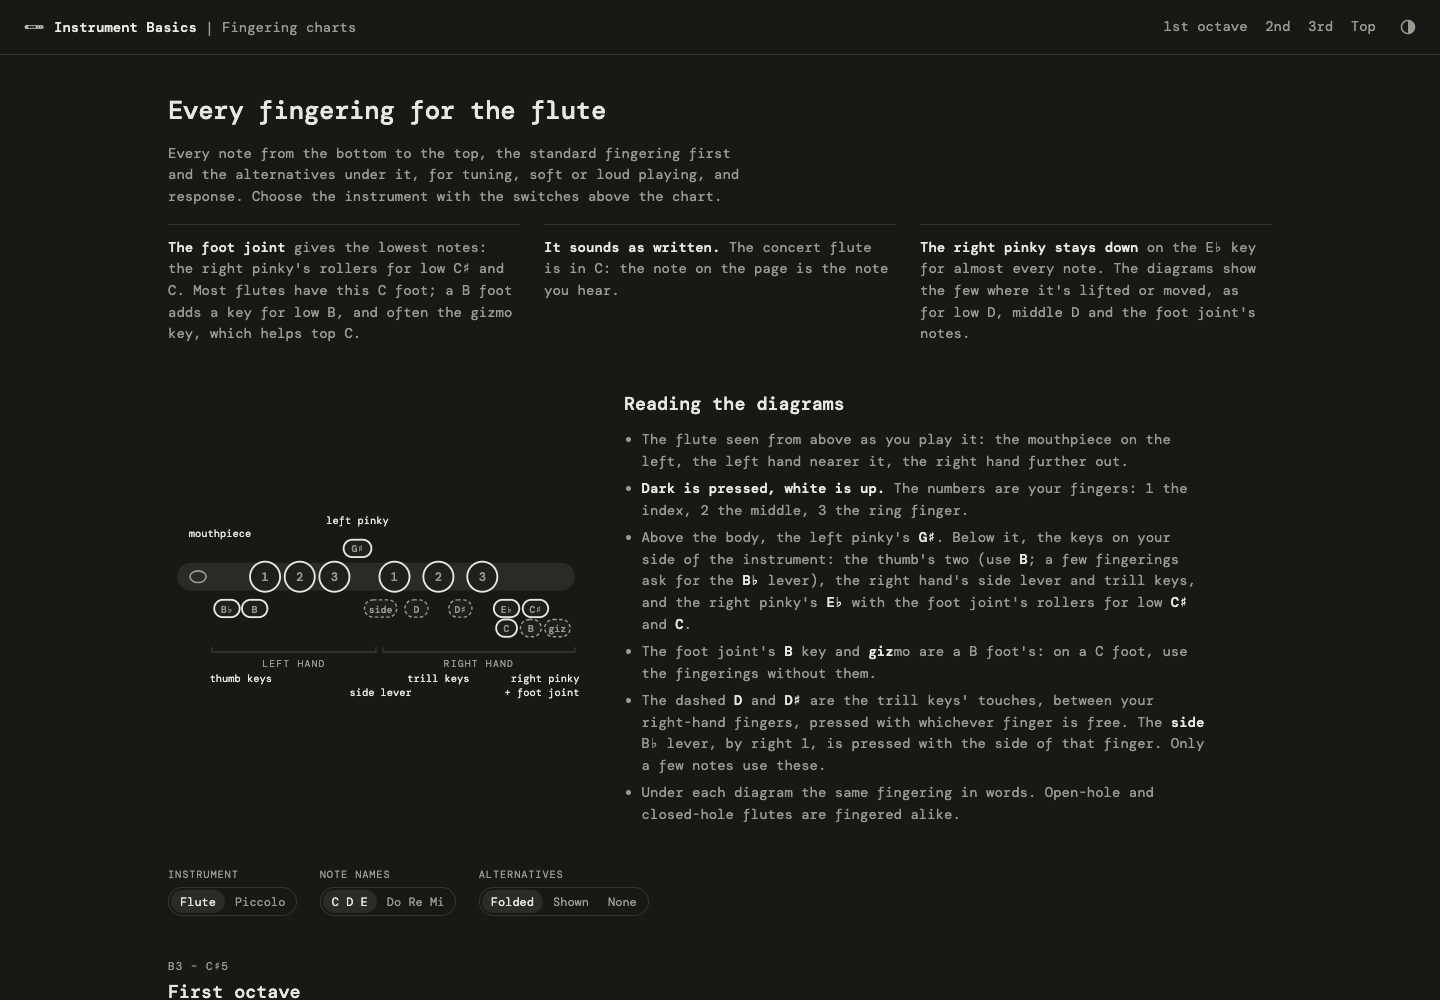 Instrument Basics | Fingering charts
1st octave 2nd 3rd Top
Every fingering for the flute
Every note from the bottom to the top, the standard fingering first
and the alternatives under it, for tuning, soft or loud playing, and
response. Choose the instrument with the switches above the chart.
The foot joint gives the lowest notes:
the right pinky's rollers for low C♯ and
C. Most flutes have this C foot; a B foot
adds a key for low B, and often the gizmo
key, which helps top C.
It sounds as written. The concert flute
is in C: the note on the page is the note
you hear.
The right pinky stays down on the E♭ key
for almost every note. The diagrams show
the few where it's lifted or moved, as
for low D, middle D and the foot joint's
notes.
left pinky
mouthpiece
G♯
1 2 3 1 2 3
B♭ B side D D♯ E♭ C♯
C B giz
LEFT HAND RIGHT HAND
thumb keys trill keys right pinky
side lever + foot joint
Reading the diagrams
• The flute seen from above as you play it: the mouthpiece on the
left, the left hand nearer it, the right hand further out.
• Dark is pressed, white is up. The numbers are your fingers: 1 the
index, 2 the middle, 3 the ring finger.
• Above the body, the left pinky's G♯. Below it, the keys on your
side of the instrument: the thumb's two (use B; a few fingerings
ask for the B♭ lever), the right hand's side lever and trill keys,
and the right pinky's E♭ with the foot joint's rollers for low C♯
and C.
• The foot joint's B key and gizmo are a B foot's: on a C foot, use
the fingerings without them.
• The dashed D and D♯ are the trill keys' touches, between your
right-hand fingers, pressed with whichever finger is free. The side
B♭ lever, by right 1, is pressed with the side of that finger. Only
a few notes use these.
• Under each diagram the same fingering in words. Open-hole and
closed-hole flutes are fingered alike.
INSTRUMENT NOTE NAMES ALTERNATIVES
Flute Piccolo C D E Do Re Mi Folded Shown None
B3 – C♯5
First octave